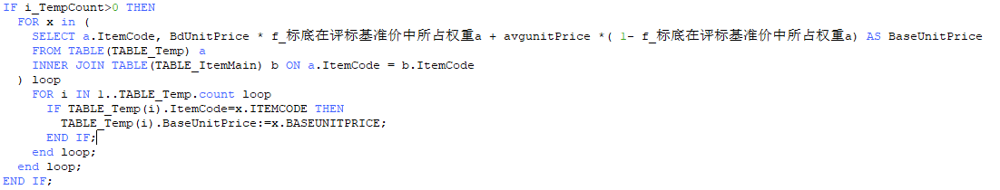 IF i_TempCount>0 THEN
FOR x in (
SELECT a.ItemCode, BdUnitPrice * f_标底在评标基准价中所占权重a + avgunitPrice *( 1- f_标底在评标基准价中所占权重a) AS BaseUnitPrice
FROM TABLE(TABLE_Temp) a
INNER JOIN TABLE(TABLE_ItemMain) b ON a.ItemCode = b.ItemCode
) loop
FOR i IN 1..TABLE_Temp.count loop
IF TABLE_Temp(i).ItemCode=x.ITEMCODE THEN
TABLE_Temp(i).BaseUnitPrice:=x.BASEUNITPRICE;
END IF;
end loop;
end loop;
END IF;